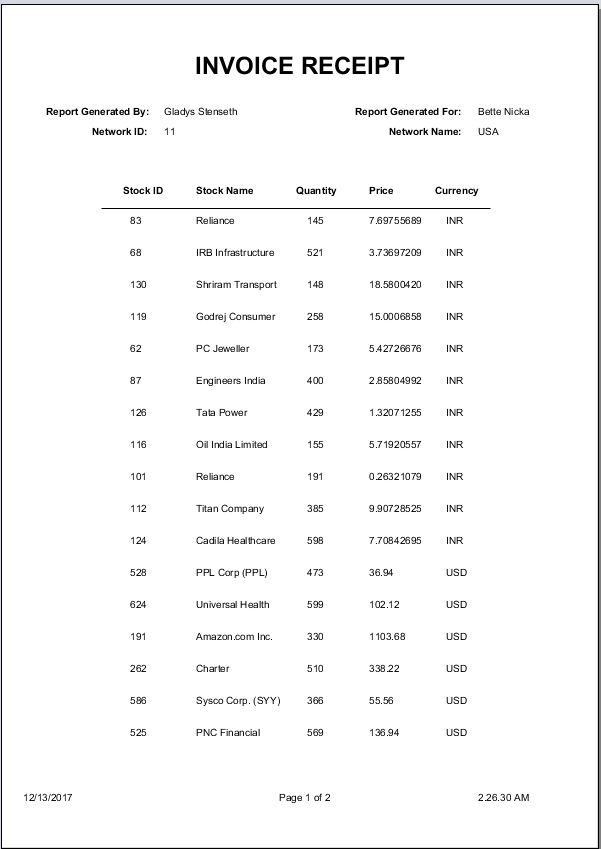 INVOICE RECEIPT
Report Generated By: Gladys Stenseth Report Generated For: Bette Nicka
Network ID: 11 Network Name: USA
Stock ID Stock Name Quantity Price Currency
83 Reliance 145 7.69755689 INR
68 IRB Infrastructure 521 3.73697209 INR
130 Shriram Transport 148 18.5800420 INR
119 Godrej Consumer 258 15.0006858 INR
62 PC Jeweller 173 5.42726676 INR
87 Engineers India 400 2.85804992 INR
126 Tata Power 429 1.32071255 INR
116 Oil India Limited 155 5.71920557 INR
101 Reliance 191 0.26321079 INR
112 Titan Company 385 9.90728525 INR
124 Cadila Healthcare 598 7.70842695 INR
528 PPL Corp (PPL) 473 36.94 USD
624 Universal Health 599 102.12 USD
191 Amazon.com Inc. 330 1103.68 USD
262 Charter 510 338.22 USD
586 Sysco Corp. (SYY) 366 55.56 USD
525 PNC Financial 569 136.94 USD
12/13/2017 Page 1 of 2 2.26.30 AM